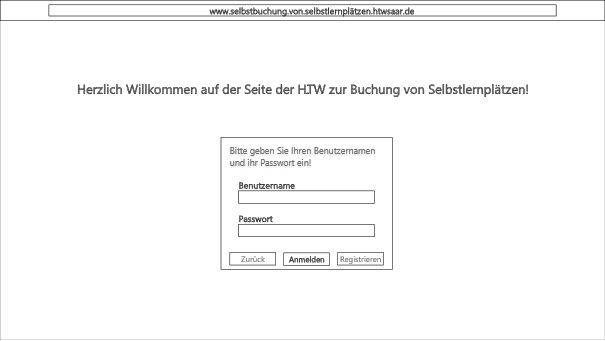 www.selbstbuchung.von.selbstlernplätzen.htwsaar.de
Herzlich Willkommen auf der Seite der HTW zur Buchung von Selbstlernplätzen!
Bitte geben Sie Ihren Benutzernamen
und ihr Passwort ein!
Benutzername
Passwort
Zurück Anmelden Registrieren